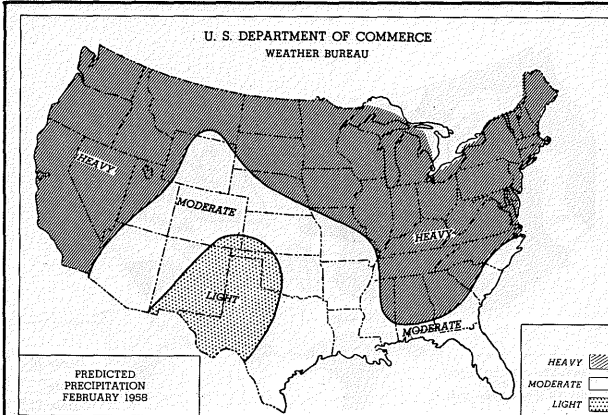 U. S. DEPARTMENT OF COMMERCE
WEATHER BUREAU
HEAVY
MODERATE
HEAVY
LIGHT
MODERATE
PREDICTED
PRECIPITATION
FEBRUARY 1958
HEAVY
MODERATE
LIGHT